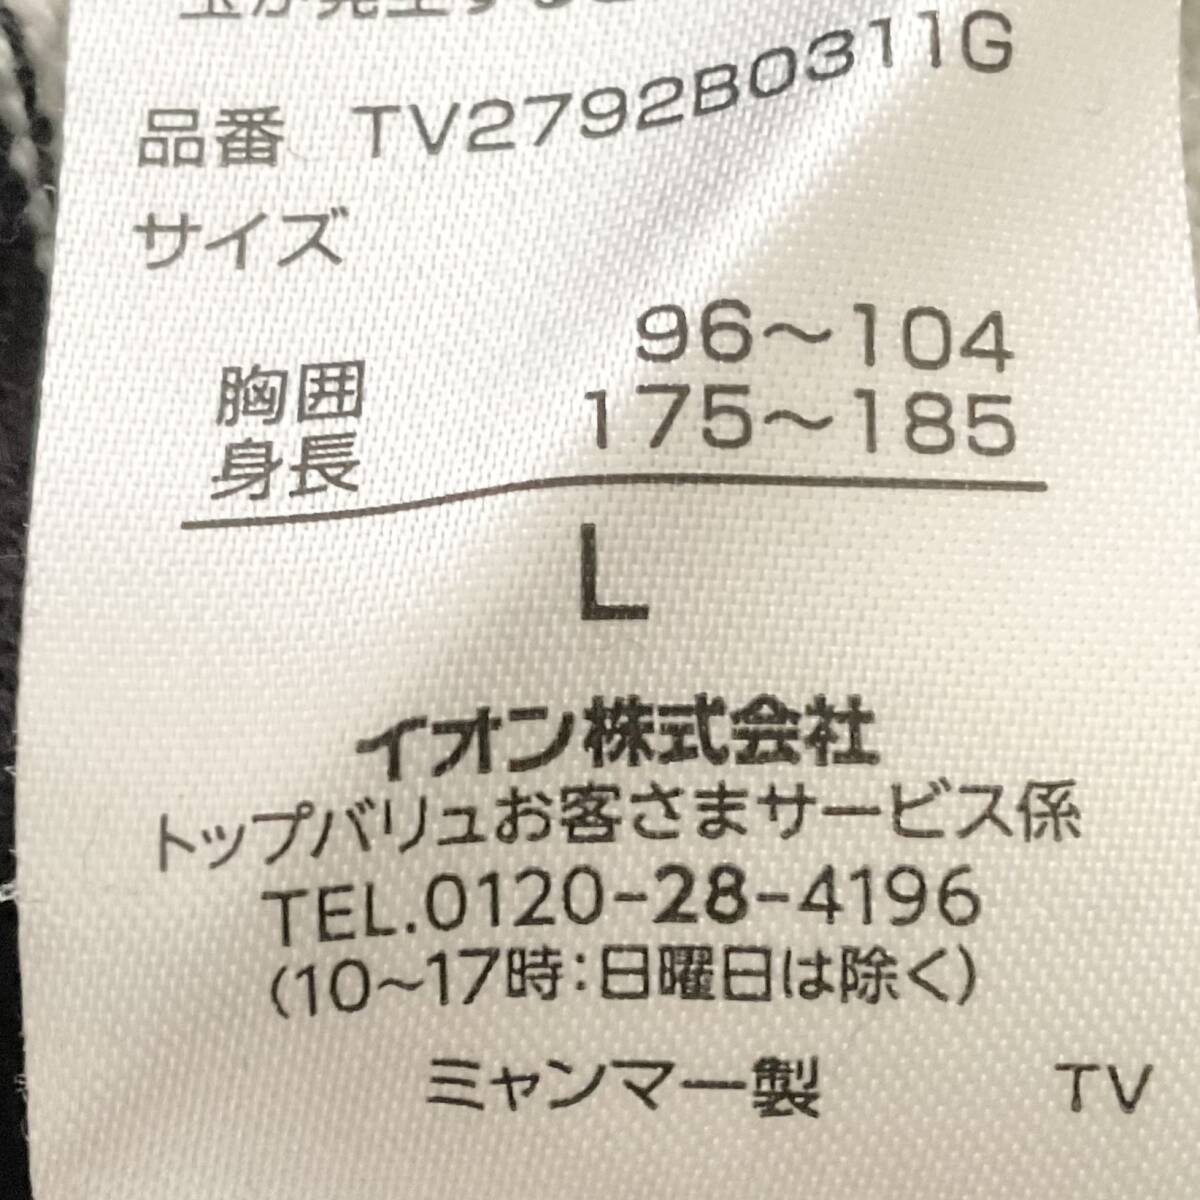 品番 TV2792B0311G
サイズ
胸囲 96～104
身長 175～185
L
イオン株式会社
トップバリュお客さまサービス係
TEL.0120-28-4196
(10～17時:日曜日は除く)
ミャンマー製 TV